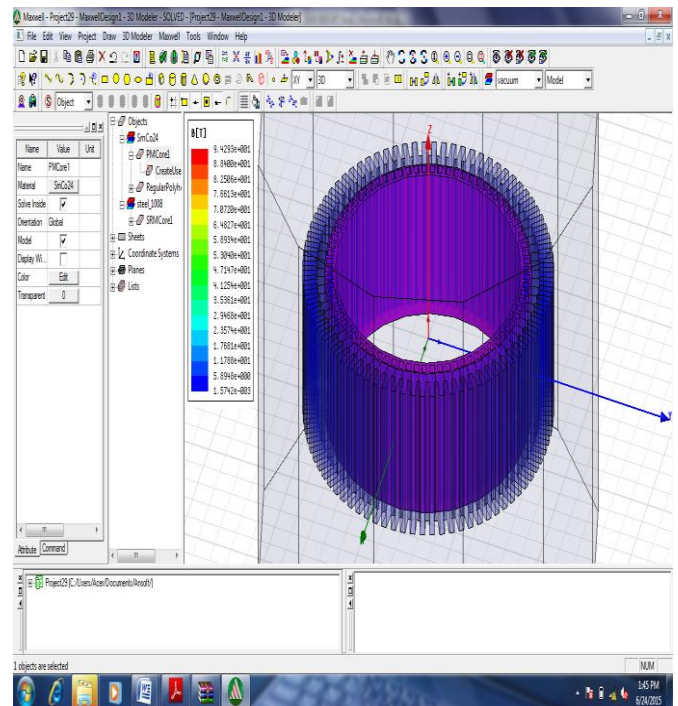 Maxwell - Project29 - MaxwellDesign1 - 3D Modeler - SOLVED - [Project29 - MaxwellDesign1 - 3D Modeler]
File Edit View Project Draw 3D Modeler Maxwell Tools Window Help
XY 3D vacuum Model
Object
Name Value Unit
Name PMCore1
Material SmCo24
Solve Inside
Orientation Global
Model
Display Wi...
Color Edit
Transparent 0
Attribute Command
Objects
SmCo24
PMCore1
CreateUse
RegularPolyh
steel_1008
SRMCore1
Sheets
Coordinate Systems
Planes
Lists
B[T]
9.4293e+001
8.8400e+001
8.2506e+001
7.6613e+001
7.0720e+001
6.4827e+001
5.8934e+001
5.3040e+001
4.7147e+001
4.1254e+001
3.5361e+001
2.9468e+001
2.3574e+001
1.7681e+001
1.1788e+001
5.8948e+000
1.5742e-003
Z
Project29 (C:/Users/Acer/Documents/Ansoft/)
1 objects are selected
NUM
1:45 PM
6/24/2015